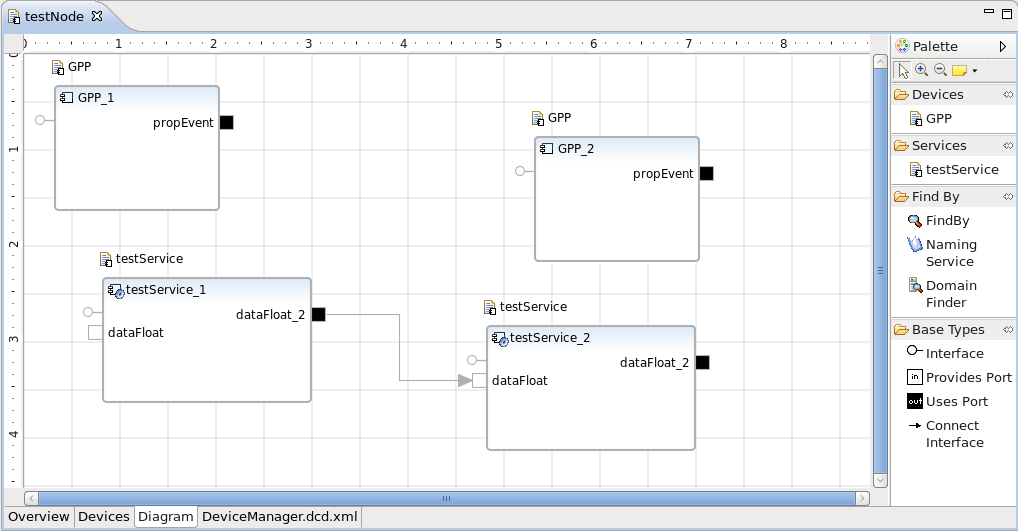 testNode
0 1 2 3 4 5 6 7 8
GPP
GPP_1
propEvent
GPP
GPP_2
propEvent
1
2
3
4
testService
testService_1
dataFloat_2
dataFloat
testService
testService_2
dataFloat_2
dataFloat
Palette
Devices
GPP
Services
testService
Find By
FindBy
Naming
Service
Domain
Finder
Base Types
Interface
in Provides Port
out Uses Port
Connect
Interface
Overview Devices Diagram DeviceManager.dcd.xml